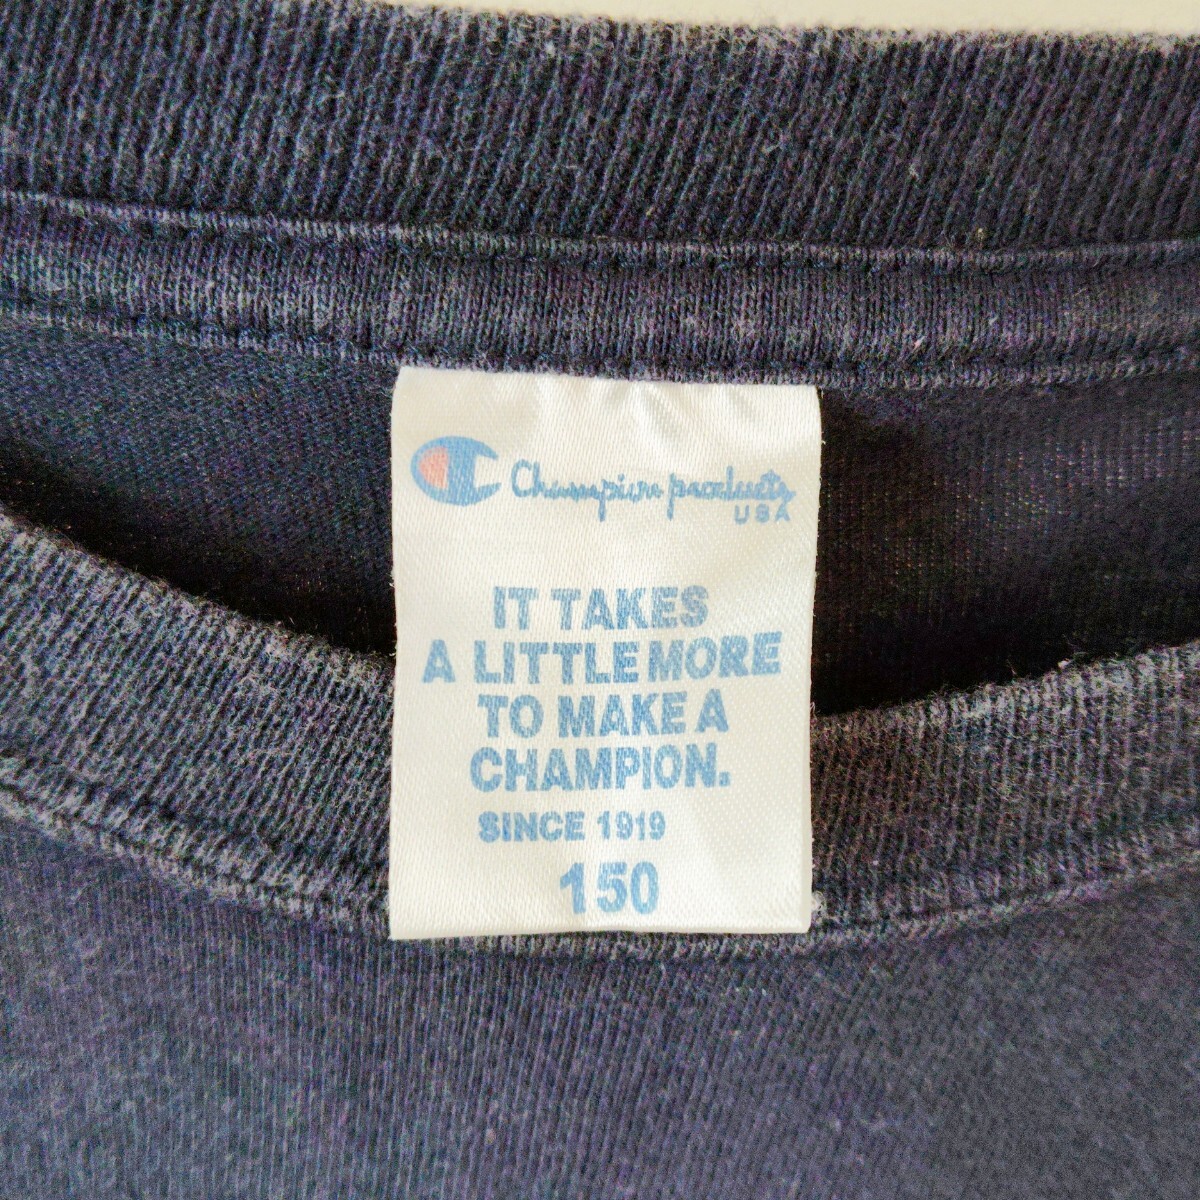 Champion products
USA
IT TAKES
A LITTLE MORE
TO MAKE A
CHAMPION.
SINCE 1919
150